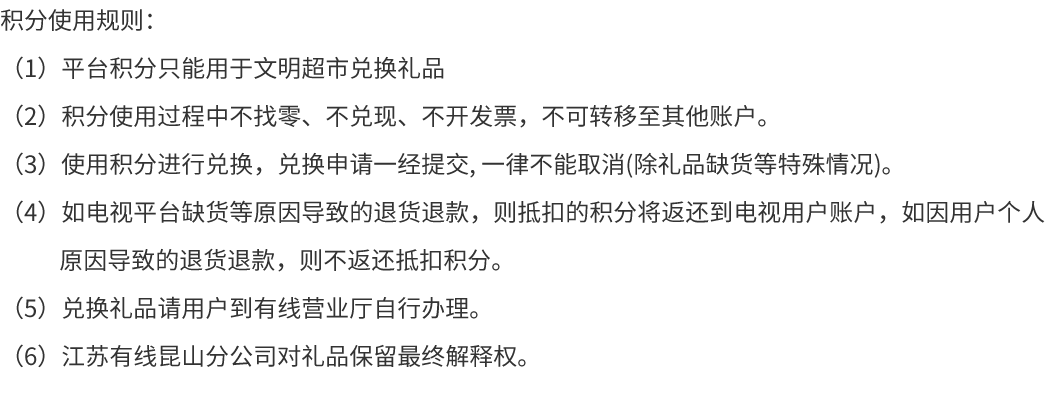 积分使用规则：
（1）平台积分只能用于文明超市兑换礼品
（2）积分使用过程中不找零、不兑现、不开发票，不可转移至其他账户。
（3）使用积分进行兑换，兑换申请一经提交, 一律不能取消(除礼品缺货等特殊情况)。
（4）如电视平台缺货等原因导致的退货退款，则抵扣的积分将返还到电视用户账户，如因用户个人
原因导致的退货退款，则不返还抵扣积分。
（5）兑换礼品请用户到有线营业厅自行办理。
（6）江苏有线昆山分公司对礼品保留最终解释权。